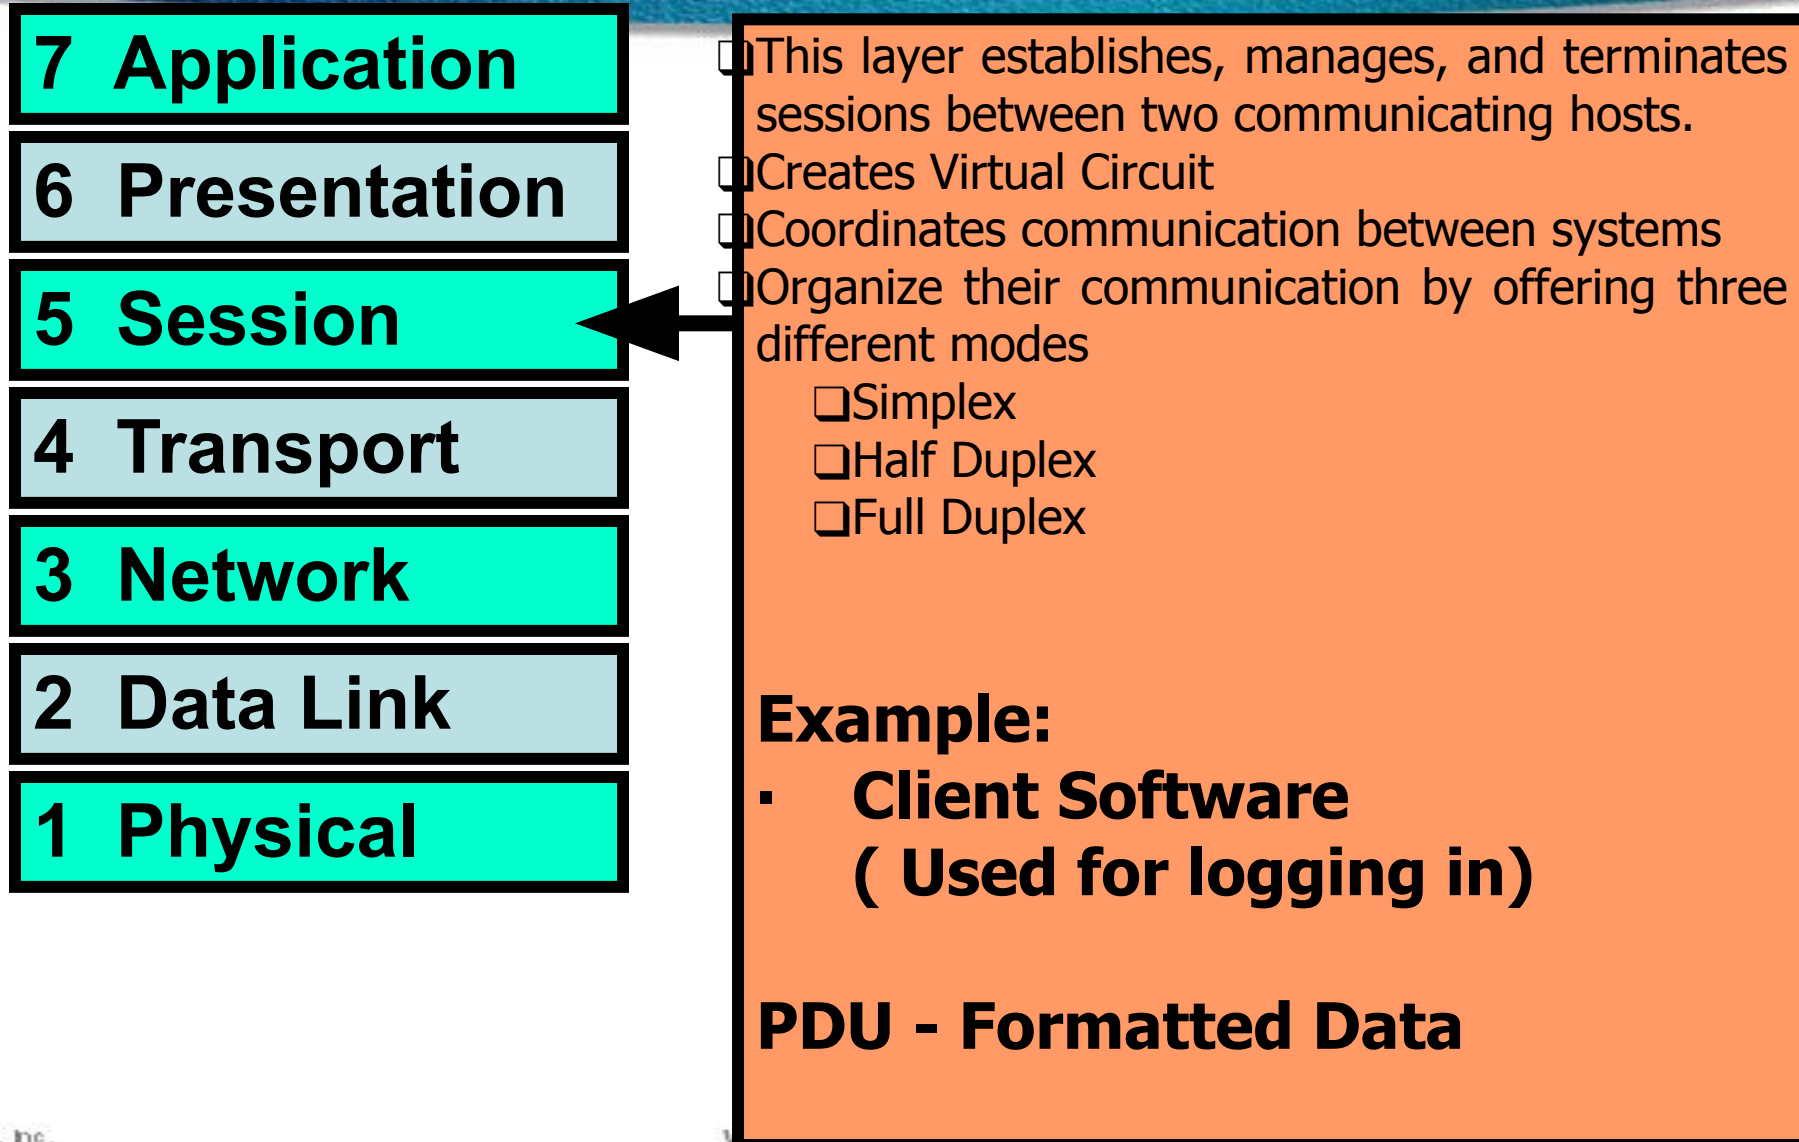 7 Application
6 Presentation
5 Session
4 Transport
3 Network
2 Data Link
1 Physical
❑This layer establishes, manages, and terminates
sessions between two communicating hosts.
❑Creates Virtual Circuit
❑Coordinates communication between systems
❑Organize their communication by offering three
different modes
❑Simplex
❑Half Duplex
❑Full Duplex
Example:
· Client Software
( Used for logging in)
PDU - Formatted Data
, Inc.